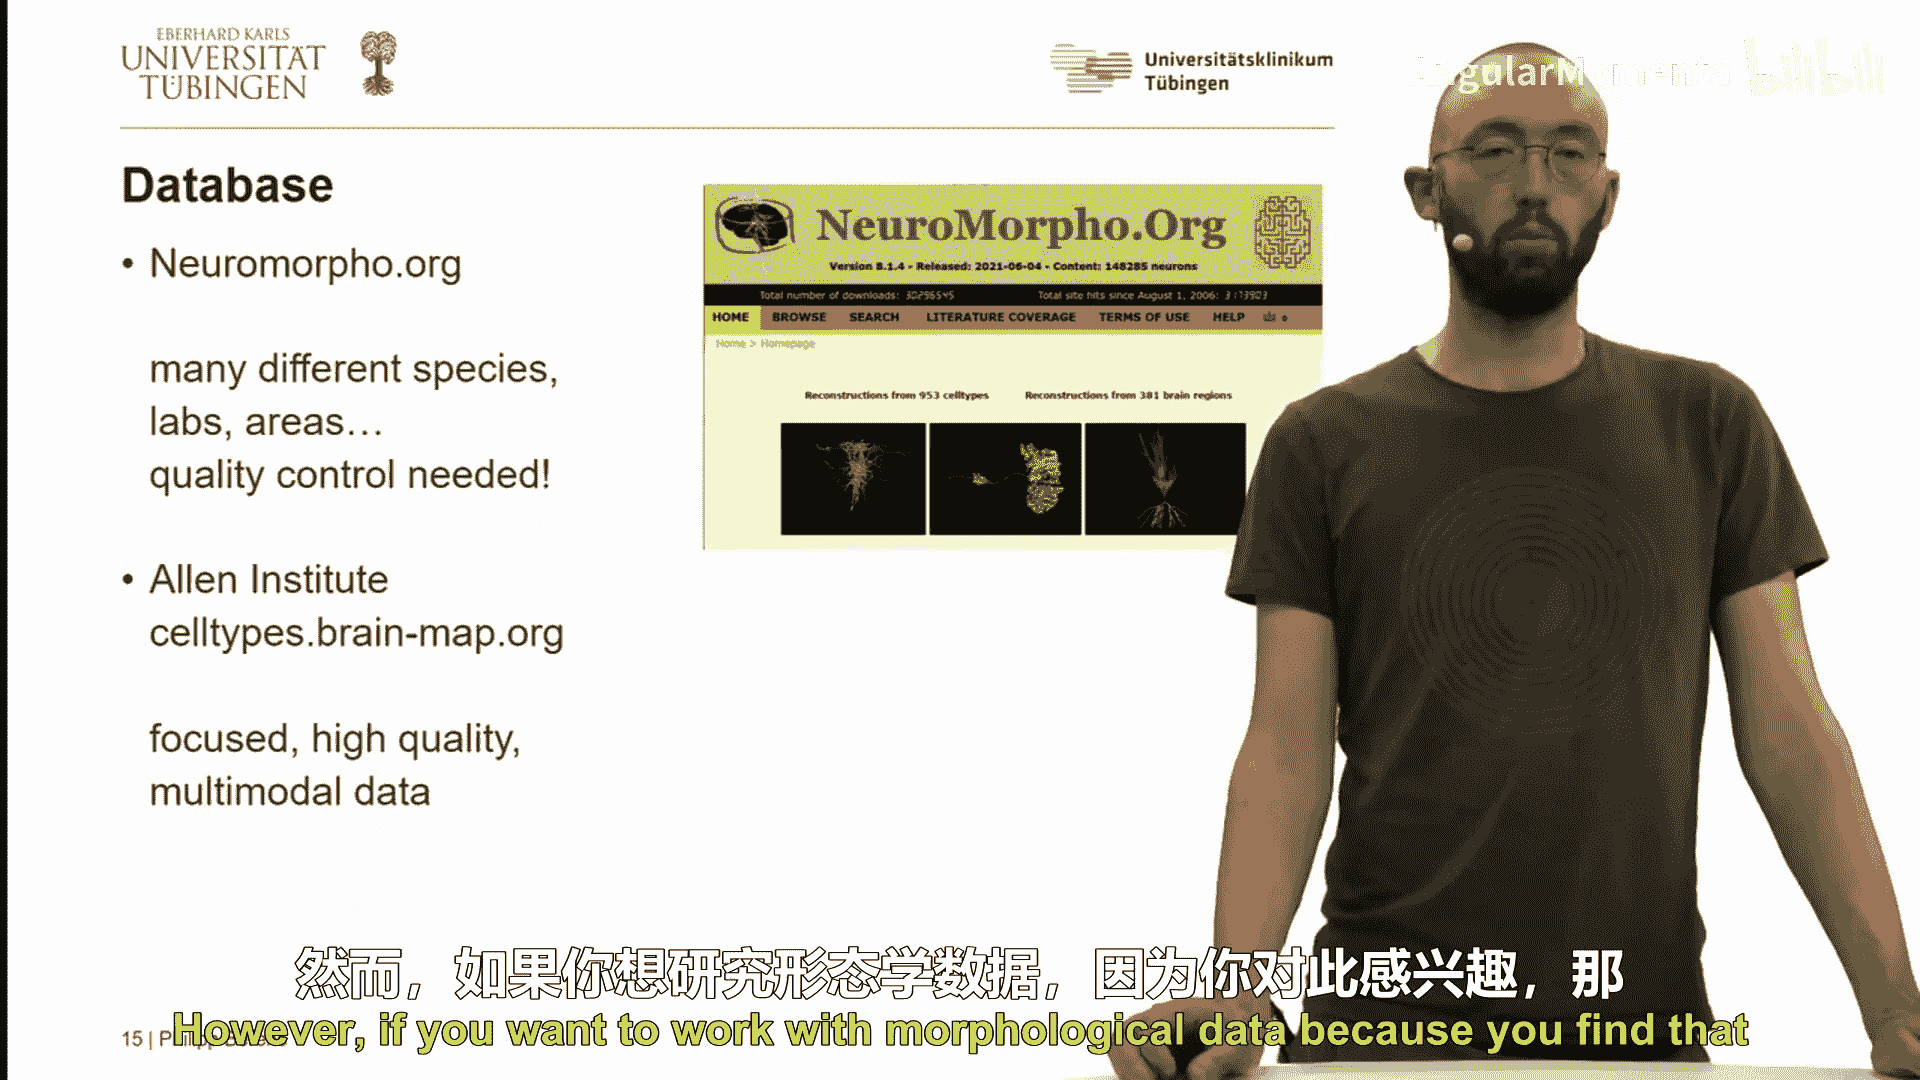 EBERHARD KARLS
UNIVERSITÄT
TÜBINGEN
Universitätsklinikum
Tübingen
AngularMomenta bilibili
Database
• Neuromorpho.org
many different species,
labs, areas…
quality control needed!
• Allen Institute
celltypes.brain-map.org
focused, high quality,
multimodal data
NeuroMorpho.Org
Version 8.1.4 - Released: 2021-06-04 - Content: 148285 neurons
Total number of downloads:
Total site hits since August 1, 2006:
HOME BROWSE SEARCH LITERATURE COVERAGE TERMS OF USE HELP 0
Home > Homepage
Reconstructions from 953 celltypes
Reconstructions from 381 brain regions
然而，如果你想研究形态学数据，因为你对此感兴趣，那
However, if you want to work with morphological data because you find that
15 |